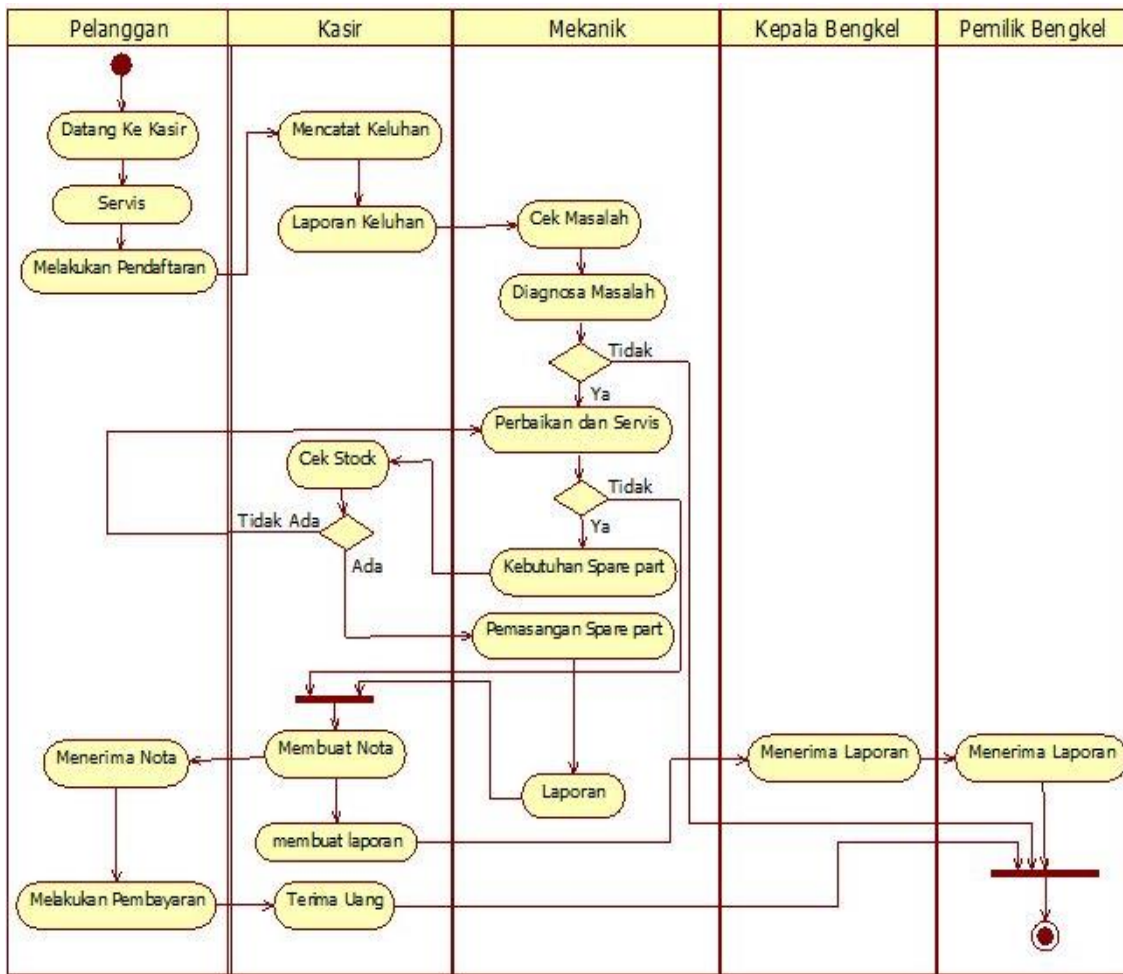 Pelanggan
Kasir
Mekanik
Kepala Bengkel
Pemilik Bengkel
Datang Ke Kasir
Mencatat Keluhan
Servis
Laporan Keluhan
Cek Masalah
Melakukan Pendaftaran
Diagnosa Masalah
Tidak
Ya
Perbaikan dan Servis
Cek Stock
Tidak
Tidak Ada
Ya
Ada
Kebutuhan Spare part
Pemasangan Spare part
Membuat Nota
Menerima Nota
Menerima Laporan
Menerima Laporan
Laporan
membuat laporan
Melakukan Pembayaran
Terima Uang